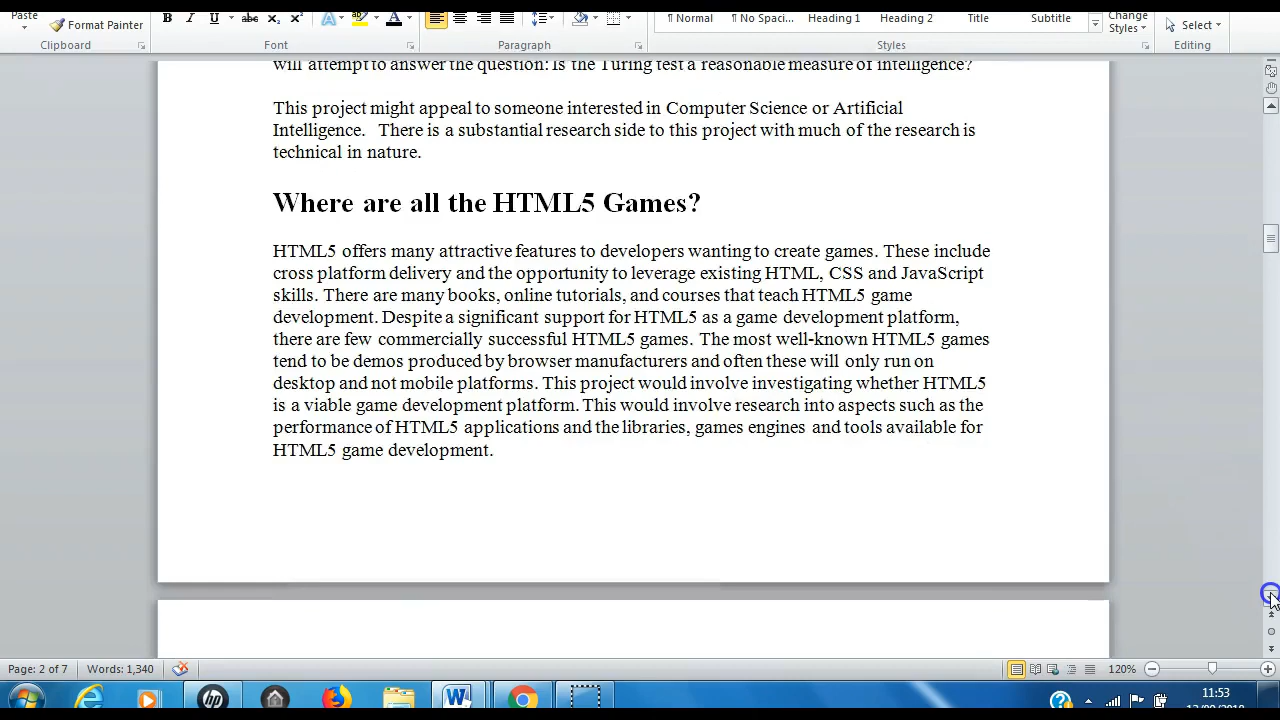 Paste
Format Painter
B I U abc x₂ x² A A
¶ Normal ¶ No Spaci... Heading 1 Heading 2 Title Subtitle
Change
Styles
Select
Clipboard Font Paragraph Styles Editing
will attempt to answer the question: Is the Turing test a reasonable measure of intelligence?
This project might appeal to someone interested in Computer Science or Artificial
Intelligence. There is a substantial research side to this project with much of the research is
technical in nature.
Where are all the HTML5 Games?
HTML5 offers many attractive features to developers wanting to create games. These include
cross platform delivery and the opportunity to leverage existing HTML, CSS and JavaScript
skills. There are many books, online tutorials, and courses that teach HTML5 game
development. Despite a significant support for HTML5 as a game development platform,
there are few commercially successful HTML5 games. The most well-known HTML5 games
tend to be demos produced by browser manufacturers and often these will only run on
desktop and not mobile platforms. This project would involve investigating whether HTML5
is a viable game development platform. This would involve research into aspects such as the
performance of HTML5 applications and the libraries, games engines and tools available for
HTML5 game development.
Page: 2 of 7 Words: 1,340 120%
11:53